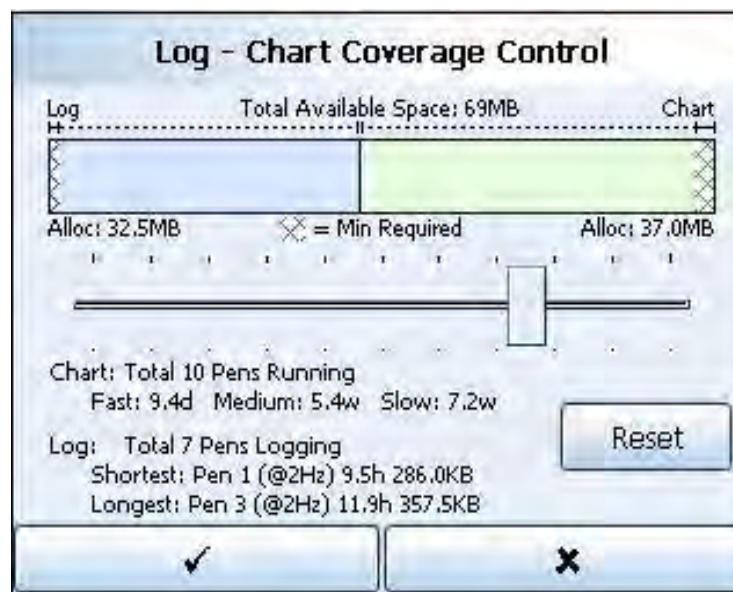 Log - Chart Coverage Control
Log Total Available Space: 69MB Chart
Alloc: 32.5MB = Min Required Alloc: 37.0MB
Chart: Total 10 Pens Running
Fast: 9.4d Medium: 5.4w Slow: 7.2w
Log: Total 7 Pens Logging
Shortest: Pen 1 (@2Hz) 9.5h 286.0KB
Longest: Pen 3 (@2Hz) 11.9h 357.5KB
Reset